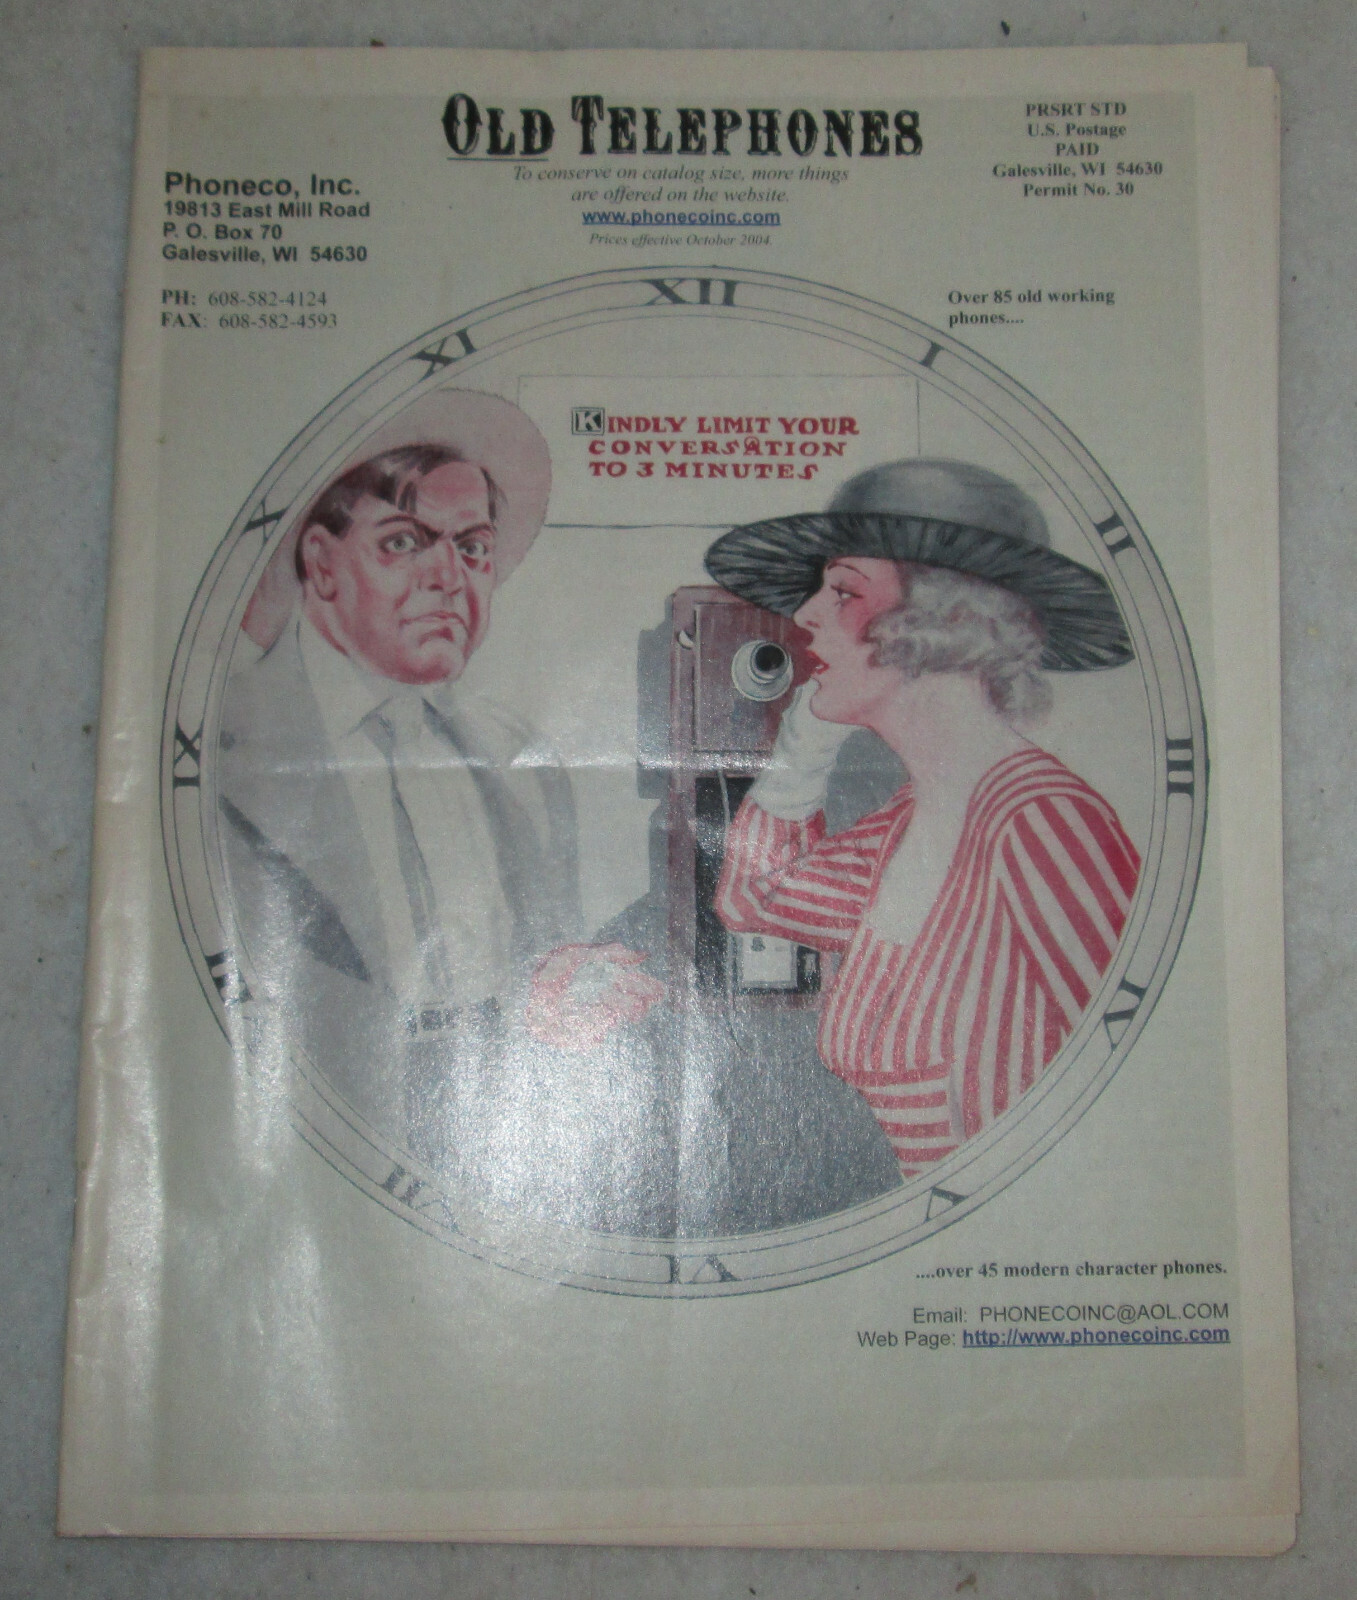 OLD TELEPHONES
To conserve on catalog size, more things
are offered on the website.
www.phonecoinc.com
Prices effective October 2004.
Phoneco, Inc.
19813 East Mill Road
P. O. Box 70
Galesville, WI 54630
PH: 608-582-4124
FAX: 608-582-4593
PRSRT STD
U.S. Postage
PAID
Galesville, WI 54630
Permit No. 30
Over 85 old working
phones....
XII
I
II
III
IV
V
VI
VII
VIII
IX
X
XI
KINDLY LIMIT YOUR
CONVERSATION
TO 3 MINUTES
....over 45 modern character phones.
Email: PHONECOINC@AOL.COM
Web Page: http://www.phonecoinc.com